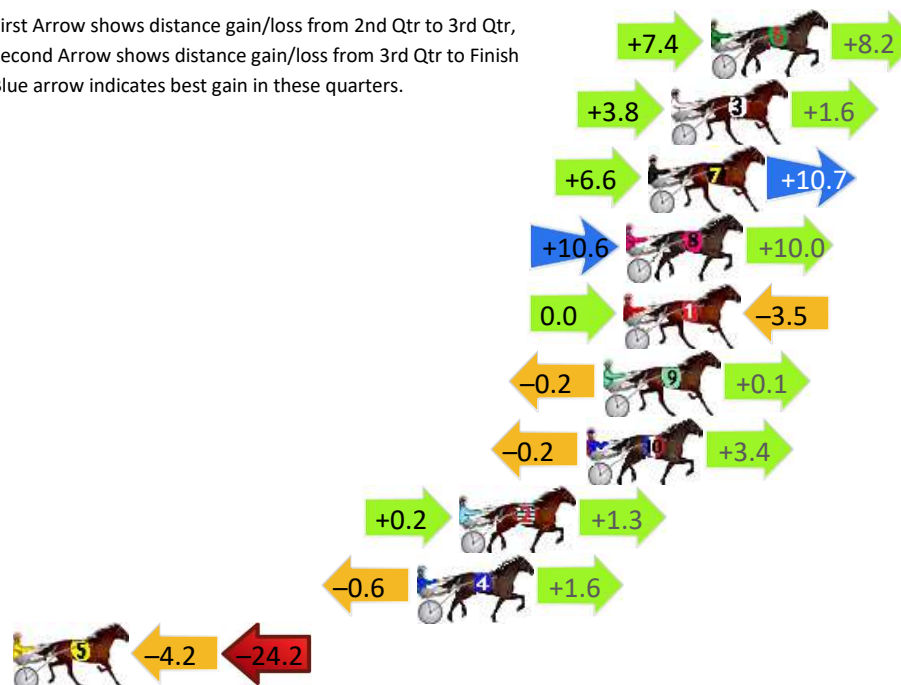 irst Arrow shows distance gain/loss from 2nd Qtr to 3rd Qtr,
econd Arrow shows distance gain/loss from 3rd Qtr to Finish
lue arrow indicates best gain in these quarters.
+7.4 6 +8.2
+3.8 3 +1.6
+6.6 7 +10.7
+10.6 8 +10.0
0.0 1 –3.5
–0.2 9 +0.1
–0.2 10 +3.4
+0.2 2 +1.3
–0.6 4 +1.6
5 –4.2 –24.2